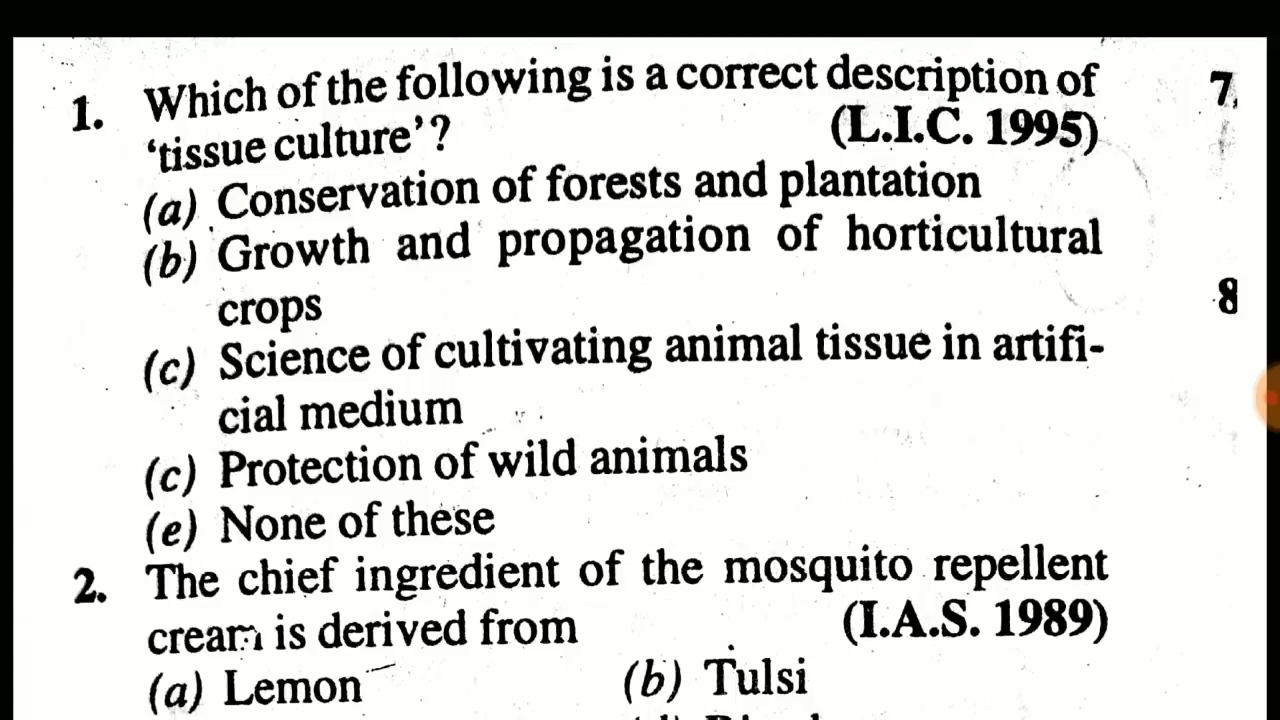 1. Which of the following is a correct description of
'tissue culture'? (L.I.C. 1995)
(a) Conservation of forests and plantation
(b) Growth and propagation of horticultural
crops
(c) Science of cultivating animal tissue in artifi-
cial medium
(c) Protection of wild animals
(e) None of these
2. The chief ingredient of the mosquito repellent
cream is derived from (I.A.S. 1989)
(a) Lemon (b) Tulsi
7.
8